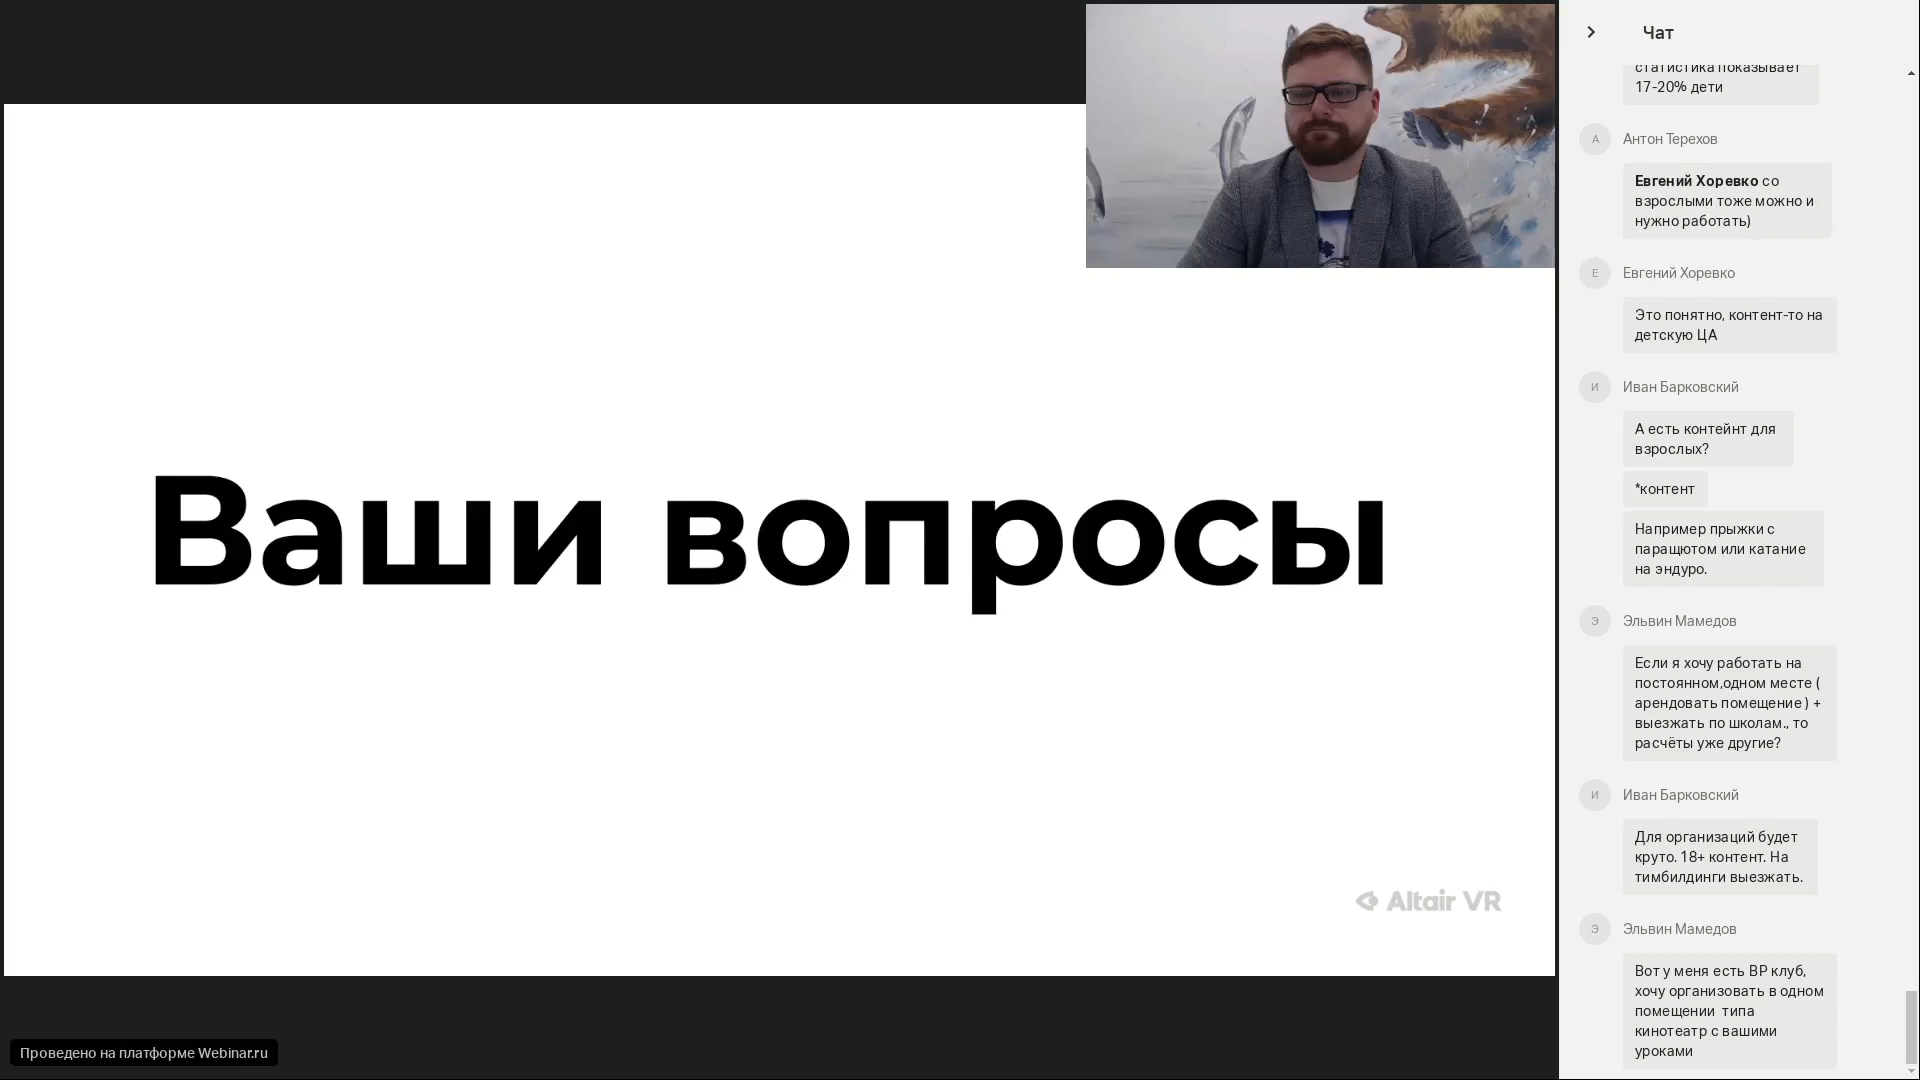 Ваши вопросы
Altair VR
Проведено на платформе Webinar.ru
Чат
статистика показывает
17-20% дети
А
Антон Терехов
Евгений Хоревко со
взрослыми тоже можно и
нужно работать)
Е
Евгений Хоревко
Это понятно, контент-то на
детскую ЦА
И
Иван Барковский
А есть контейнт для
взрослых?
*контент
Например прыжки с
паращютом или катание
на эндуро.
Э
Эльвин Мамедов
Если я хочу работать на
постоянном,одном месте (
арендовать помещение ) +
выезжать по школам., то
расчёты уже другие?
И
Иван Барковский
Для организаций будет
круто. 18+ контент. На
тимбилдинги выезжать.
Э
Эльвин Мамедов
Вот у меня есть ВР клуб,
хочу организовать в одном
помещении типа
кинотеатр с вашими
уроками